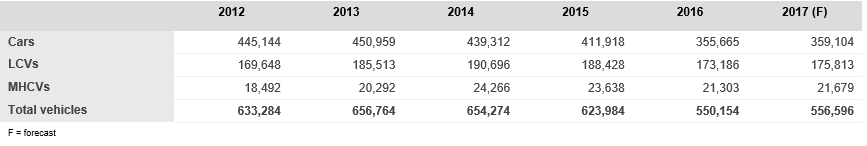 2012 2013 2014 2015 2016 2017 (F)
Cars 445,144 450,959 439,312 411,918 355,665 359,104
LCVs 169,648 185,513 190,696 188,428 173,186 175,813
MHCVs 18,492 20,292 24,266 23,638 21,303 21,679
Total vehicles 633,284 656,764 654,274 623,984 550,154 556,596
F = forecast